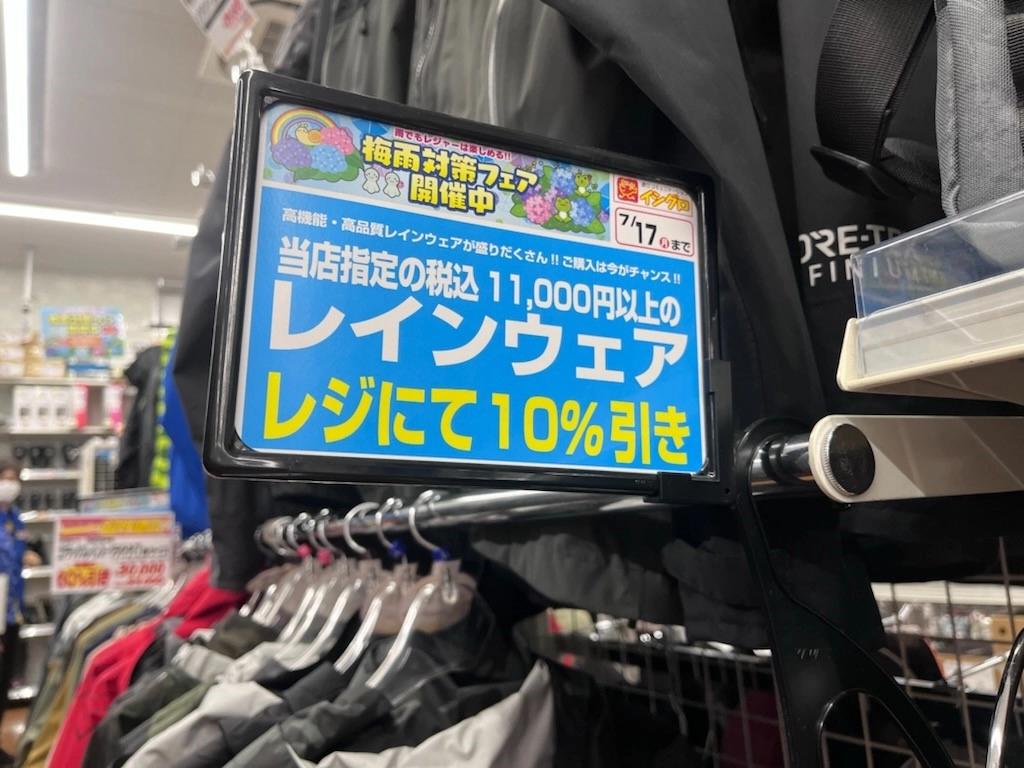 雨でもレジャーは楽しめる!!
梅雨対策フェア
開催中
イシグロ
7/17(月)まで
高機能・高品質レインウェアが盛りだくさん!!ご購入は今がチャンス!!
当店指定の税込11,000円以上の
レインウェア
レジにて10%引き